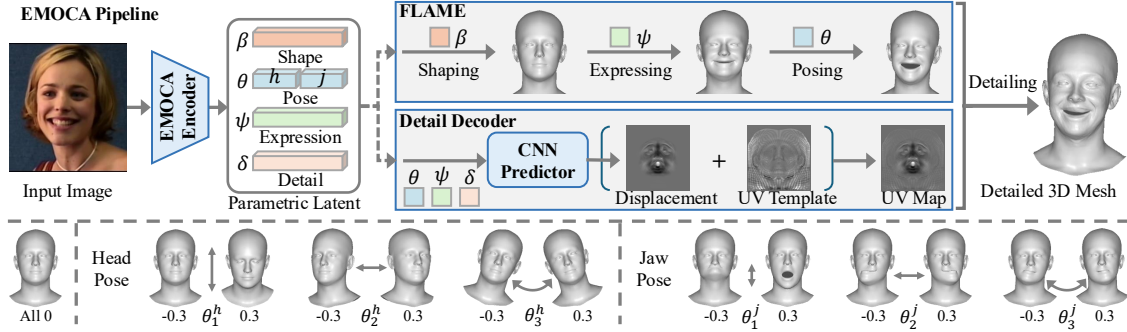 EMOCA Pipeline
Input Image
EMOCA
Encoder
β
Shape
θ h j
Pose
ψ
Expression
δ
Detail
Parametric Latent
FLAME
β
Shaping
ψ
Expressing
θ
Posing
Detail Decoder
θ ψ δ
CNN
Predictor
+
Displacement
UV Template
UV Map
Detailing
Detailed 3D Mesh
All 0
Head
Pose
-0.3 θ₁ʰ 0.3
-0.3 θ₂ʰ 0.3
-0.3 θ₃ʰ 0.3
Jaw
Pose
-0.3 θ₁ʲ 0.3
-0.3 θ₂ʲ 0.3
-0.3 θ₃ʲ 0.3